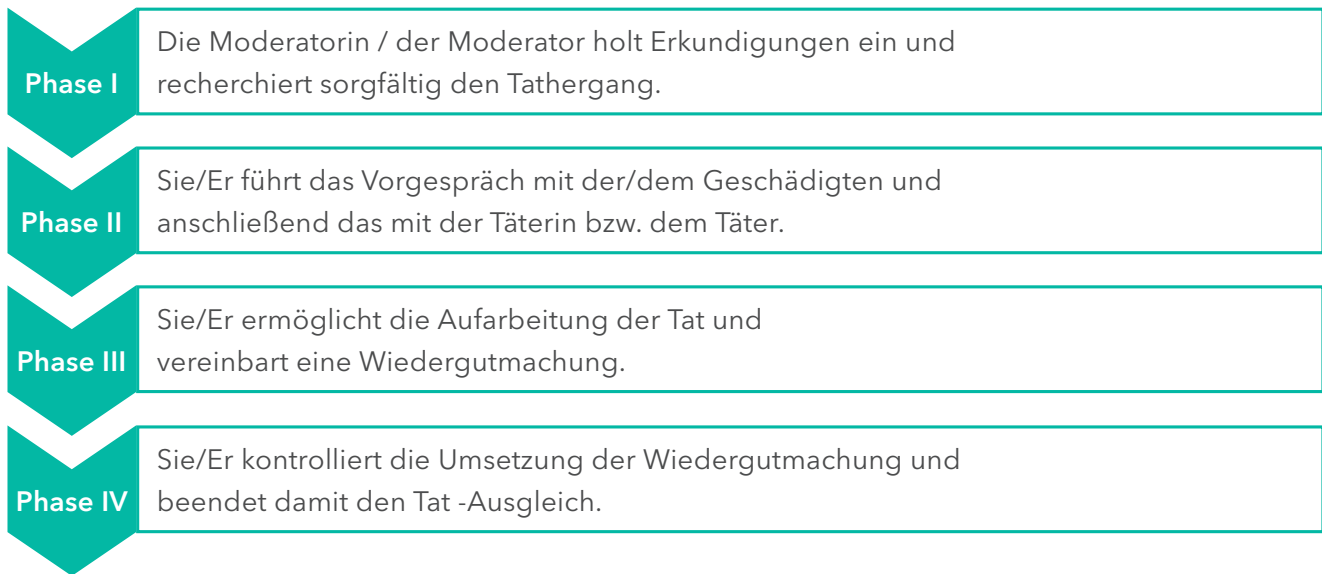 Phase I
Die Moderatorin / der Moderator holt Erkundigungen ein und
recherchiert sorgfältig den Tathergang.
Phase II
Sie/Er führt das Vorgespräch mit der/dem Geschädigten und
anschließend das mit der Täterin bzw. dem Täter.
Phase III
Sie/Er ermöglicht die Aufarbeitung der Tat und
vereinbart eine Wiedergutmachung.
Phase IV
Sie/Er kontrolliert die Umsetzung der Wiedergutmachung und
beendet damit den Tat -Ausgleich.